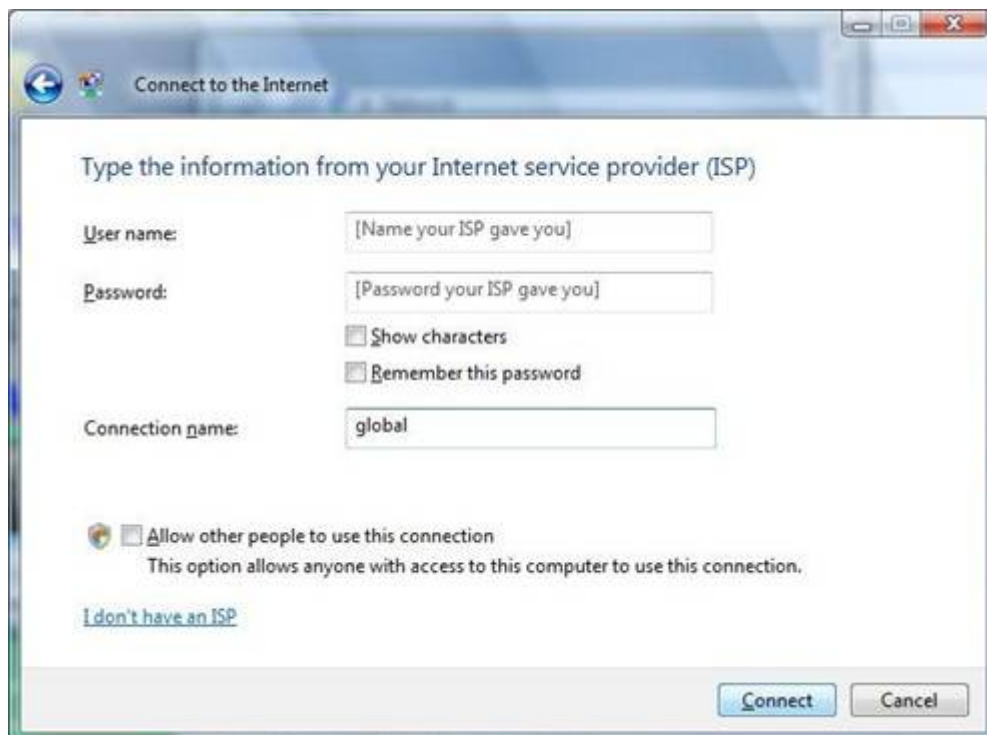 Connect to the Internet
Type the information from your Internet service provider (ISP)
User name:
[Name your ISP gave you]
Password:
[Password your ISP gave you]
Show characters
Remember this password
Connection name:
global
Allow other people to use this connection
This option allows anyone with access to this computer to use this connection.
I don't have an ISP
Connect
Cancel